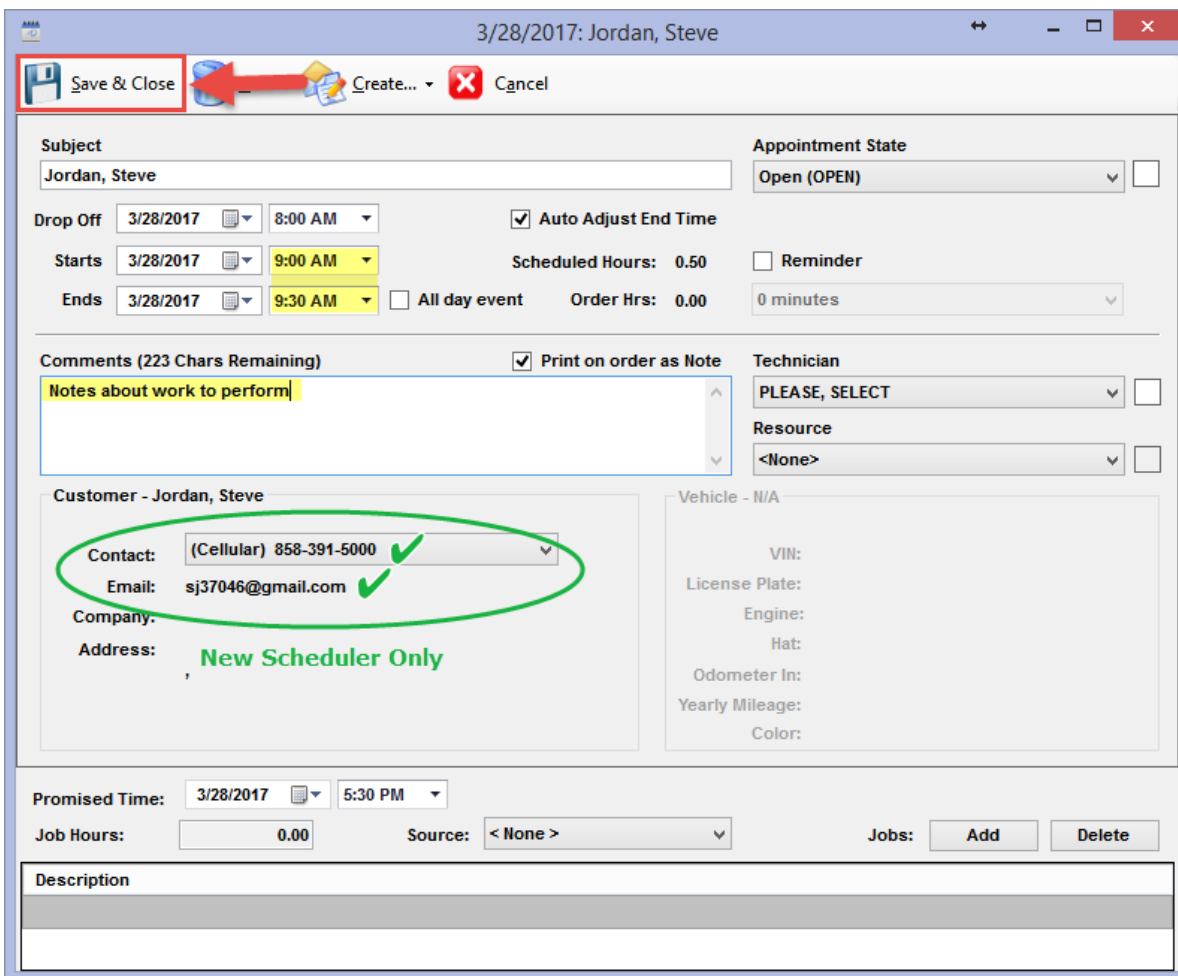 3/28/2017: Jordan, Steve
Save & Close Create... Cancel
Subject Appointment State
Jordan, Steve Open (OPEN)
Drop Off 3/28/2017 8:00 AM Auto Adjust End Time
Starts 3/28/2017 9:00 AM Scheduled Hours: 0.50 Reminder
Ends 3/28/2017 9:30 AM All day event Order Hrs: 0.00 0 minutes
Comments (223 Chars Remaining) Print on order as Note Technician
Notes about work to perform PLEASE, SELECT
Resource
<None>
Customer - Jordan, Steve Vehicle - N/A
Contact: (Cellular) 858-391-5000 VIN:
Email: sj37046@gmail.com License Plate:
Company: Engine:
Address: New Scheduler Only Hat:
, Odometer In:
Yearly Mileage:
Color:
Promised Time: 3/28/2017 5:30 PM
Job Hours: 0.00 Source: < None > Jobs: Add Delete
Description